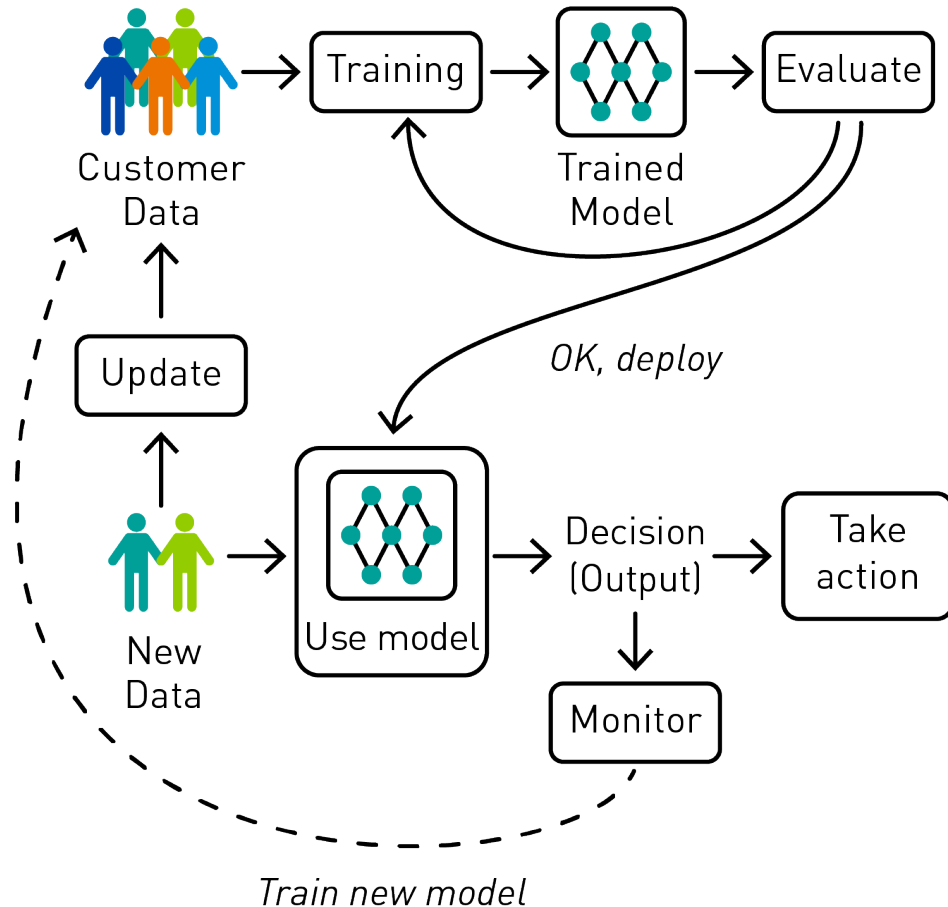 Training
Evaluate
Customer
Data
Trained
Model
OK, deploy
Update
Use model
Decision
(Output)
Take
action
New
Data
Monitor
Train new model